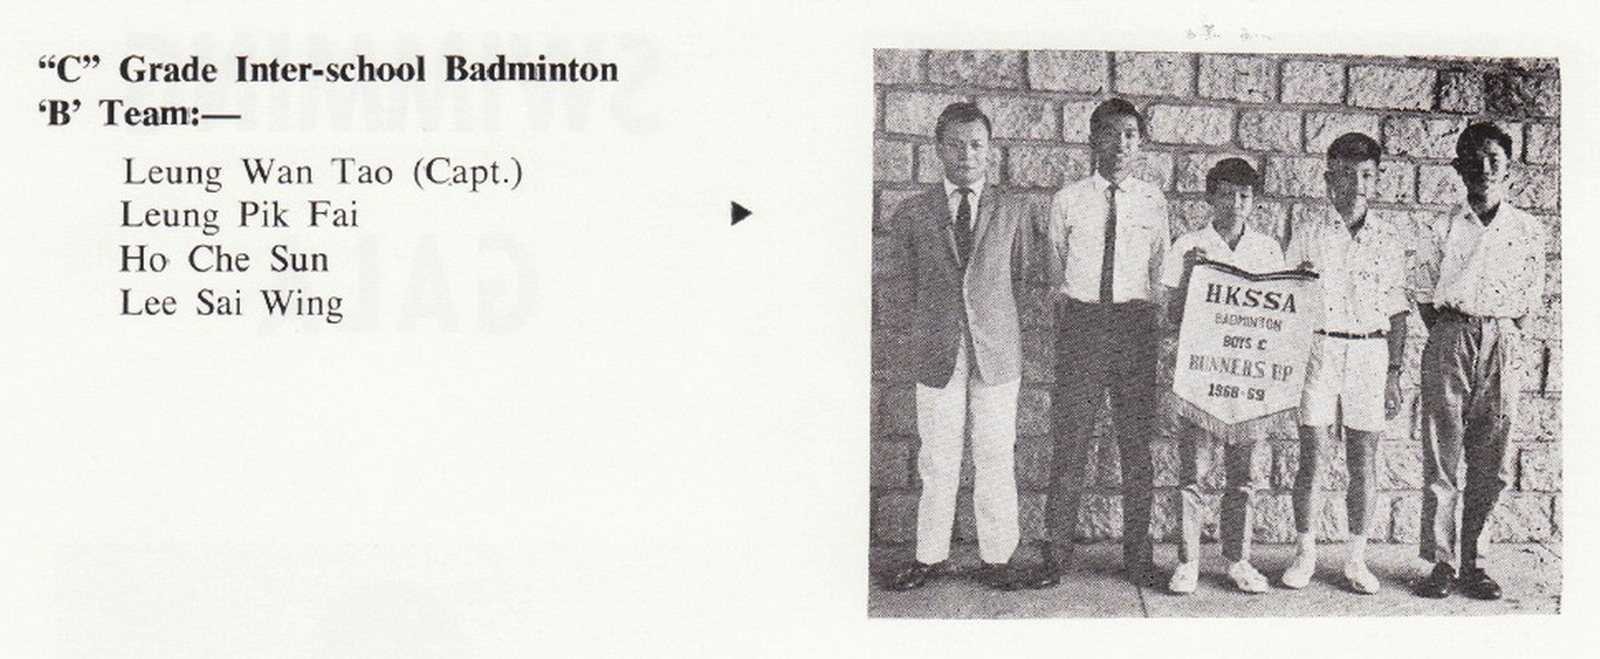 “C” Grade Inter-school Badminton
‘B’ Team:—
Leung Wan Tao (Capt.)
Leung Pik Fai
Ho Che Sun
Lee Sai Wing
HKSSA
BADMINTON
BOYS C
RUNNERS UP
1968-69